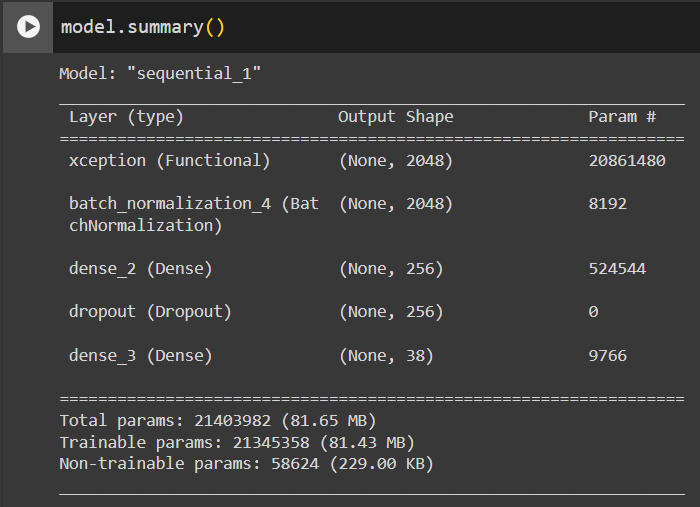 model.summary()
Model: "sequential_1"
_________________________________________________________________
Layer (type) Output Shape Param #
=================================================================
xception (Functional) (None, 2048) 20861480
batch_normalization_4 (Bat (None, 2048) 8192
chNormalization)
dense_2 (Dense) (None, 256) 524544
dropout (Dropout) (None, 256) 0
dense_3 (Dense) (None, 38) 9766
=================================================================
Total params: 21403982 (81.65 MB)
Trainable params: 21345358 (81.43 MB)
Non-trainable params: 58624 (229.00 KB)
_________________________________________________________________